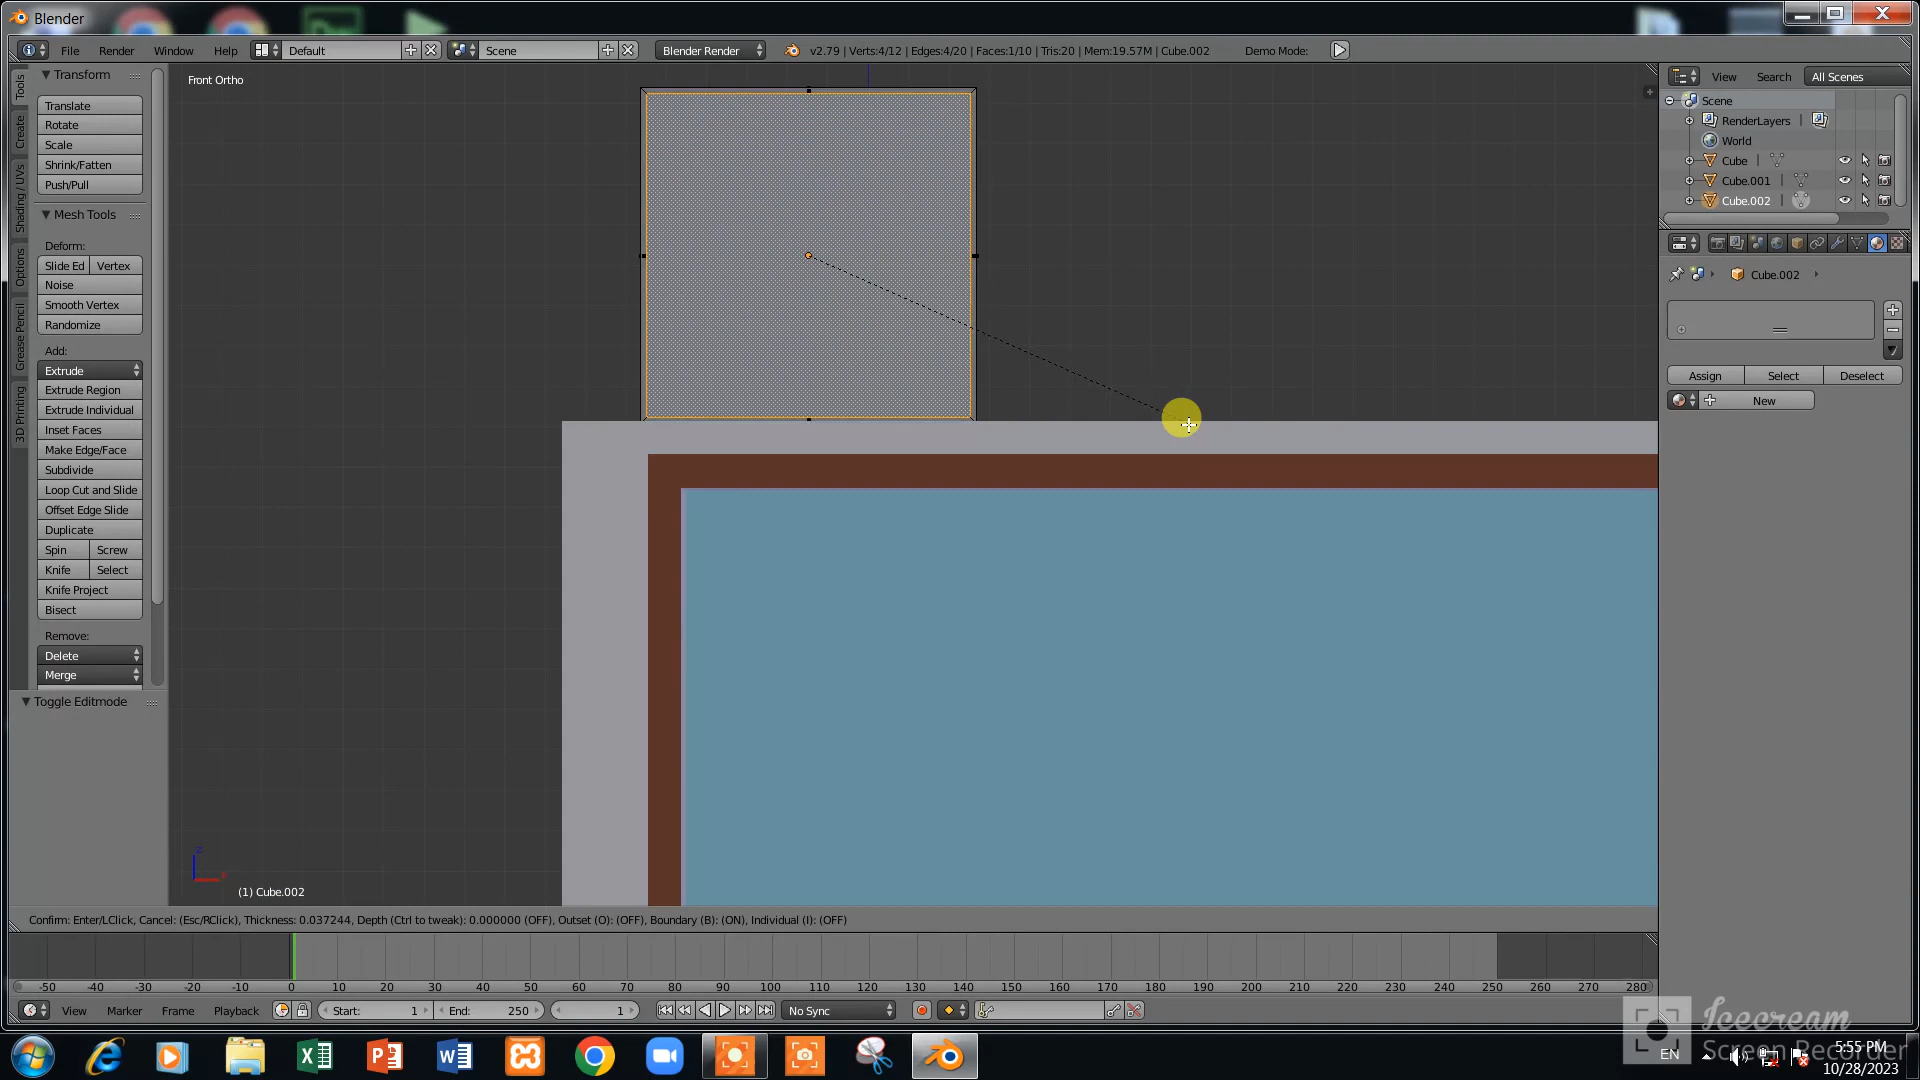 Blender
File Render Window Help Default Scene Blender Render v2.79 | Verts:4/12 | Edges:4/20 | Faces:1/10 | Tris:20 | Mem:19.57M | Cube.002 Demo Mode:
Transform
Translate
Rotate
Scale
Shrink/Fatten
Push/Pull
Mesh Tools
Deform:
Slide Ed Vertex
Noise
Smooth Vertex
Randomize
Add:
Extrude
Extrude Region
Extrude Individual
Inset Faces
Make Edge/Face
Subdivide
Loop Cut and Slide
Offset Edge Slide
Duplicate
Spin Screw
Knife Select
Knife Project
Bisect
Remove:
Delete
Merge
Toggle Editmode
Tools
Create
Shading / UVs
Options
Grease Pencil
3D Printing
Front Ortho
(1) Cube.002
View Search All Scenes
Scene
RenderLayers
World
Cube
Cube.001
Cube.002
Cube.002
Assign Select Deselect
New
Confirm: Enter/LClick, Cancel: (Esc/RClick), Thickness: 0.037244, Depth (Ctrl to tweak): 0.000000 (OFF), Outset (O): (OFF), Boundary (B): (ON), Individual (I): (OFF)
-50 -40 -30 -20 -10 0 10 20 30 40 50 60 70 80 90 100 110 120 130 140 150 160 170 180 190 200 210 220 230 240 250 260 270 280
View Marker Frame Playback Start: 1 End: 250 1 No Sync
Icecream
Screen Recorder
EN
5:55 PM
10/28/2023